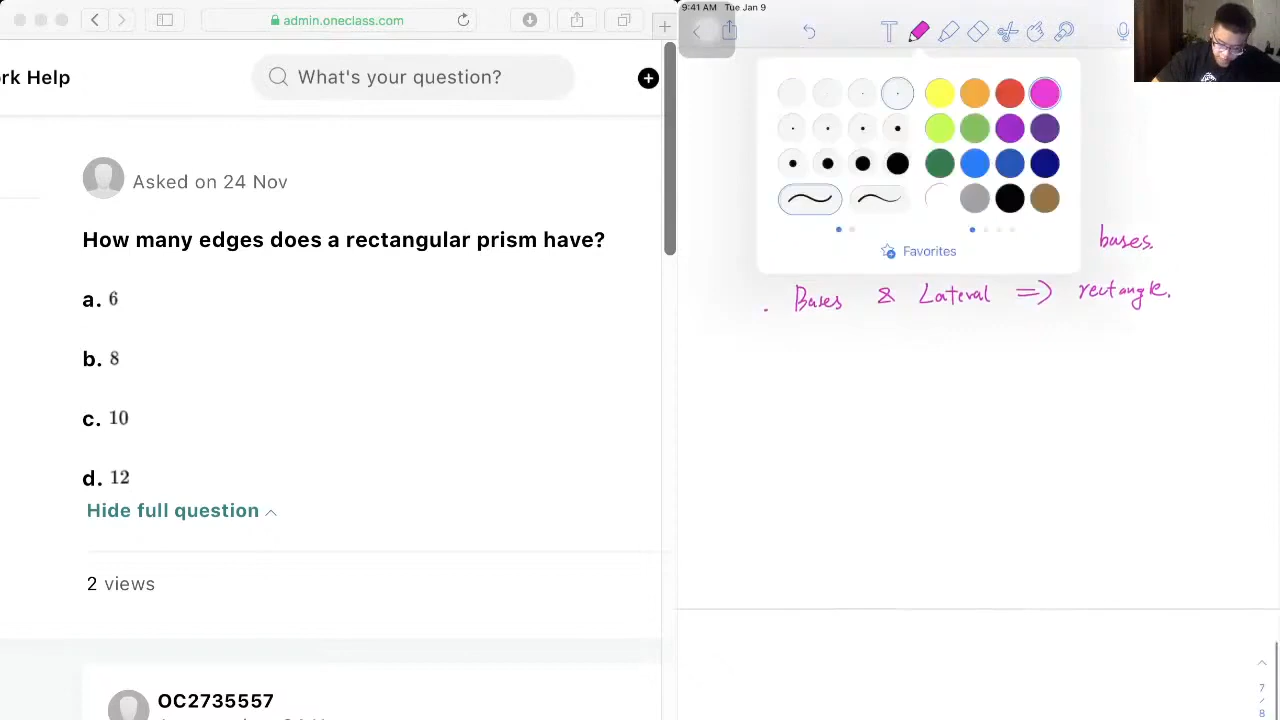 admin.oneclass.com
rk Help
What's your question?
Asked on 24 Nov
How many edges does a rectangular prism have?
a. 6
b. 8
c. 10
d. 12
Hide full question
2 views
OC2735557
9:41 AM Tue Jan 9
T
Favorites
bases.
. Bases & Lateral => rectangle.
7
/
8